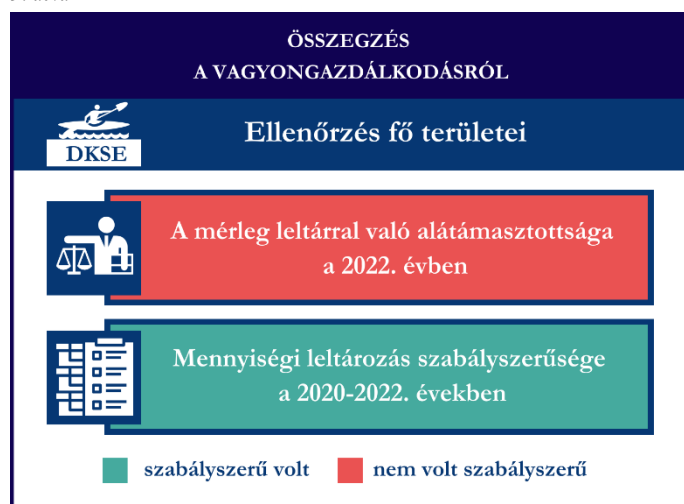 ÖSSZEGZÉS
A VAGYONGAZDÁLKODÁSRÓL
DKSE
Ellenőrzés fő területei
A mérleg leltárral való alátámasztottsága
a 2022. évben
Mennyiségi leltározás szabályszerűsége
a 2020-2022. években
szabályszerű volt
nem volt szabályszerű